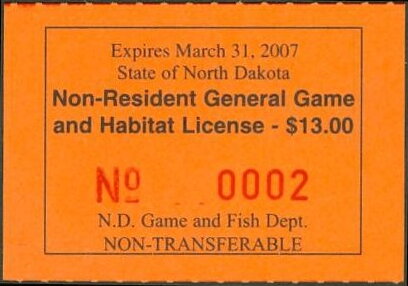 Expires March 31, 2007
State of North Dakota
Non-Resident General Game
and Habitat License - $13.00
Nº 0002
N.D. Game and Fish Dept.
NON-TRANSFERABLE